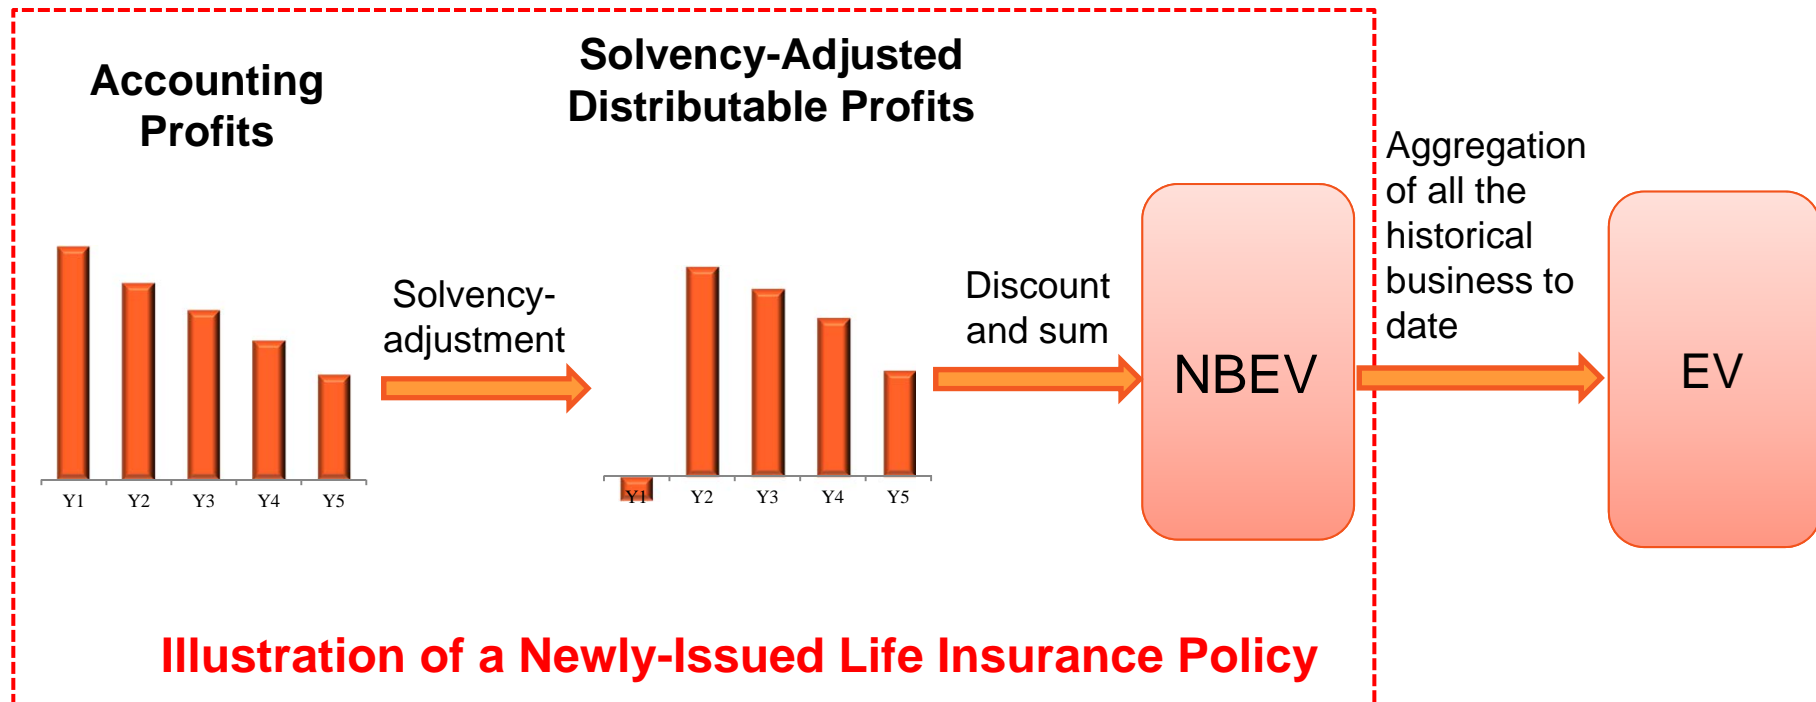 Accounting
Profits
Solvency-Adjusted
Distributable Profits
Y1 Y2 Y3 Y4 Y5
Solvency-
adjustment
Y1 Y2 Y3 Y4 Y5
Discount
and sum
NBEV
Aggregation
of all the
historical
business to
date
EV
Illustration of a Newly-Issued Life Insurance Policy